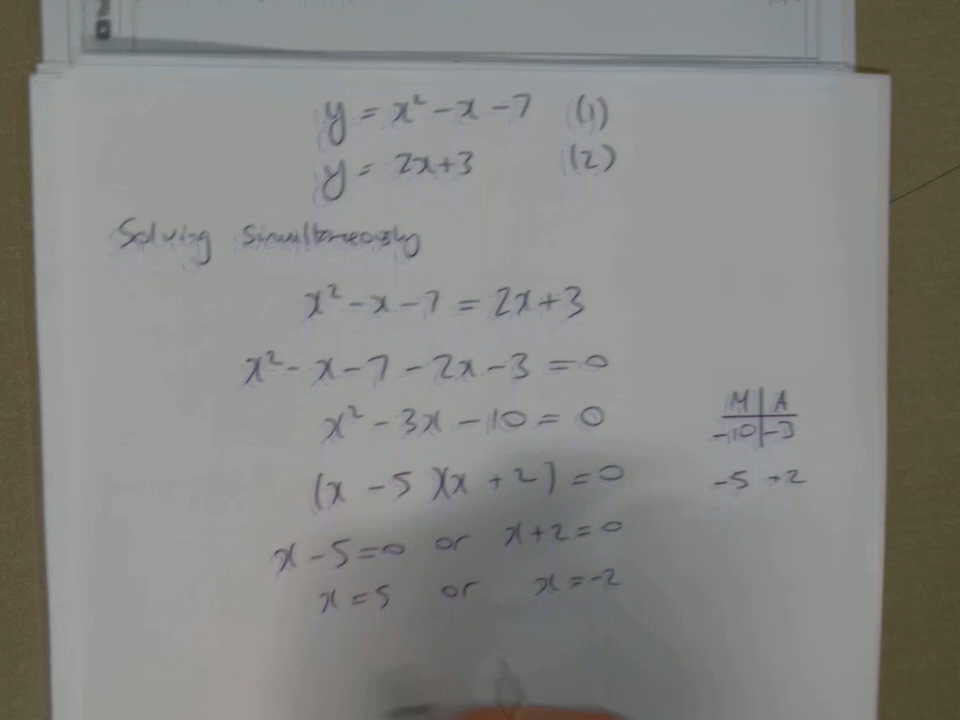 y = x² - x - 7 (1)
y = 2x + 3 (2)
Solving simultaneously
x² - x - 7 = 2x + 3
x² - x - 7 - 2x - 3 = 0
x² - 3x - 10 = 0
M | A
-10 | -3
(x - 5)(x + 2) = 0
-5 +2
x - 5 = 0 or x + 2 = 0
x = 5 or x = -2